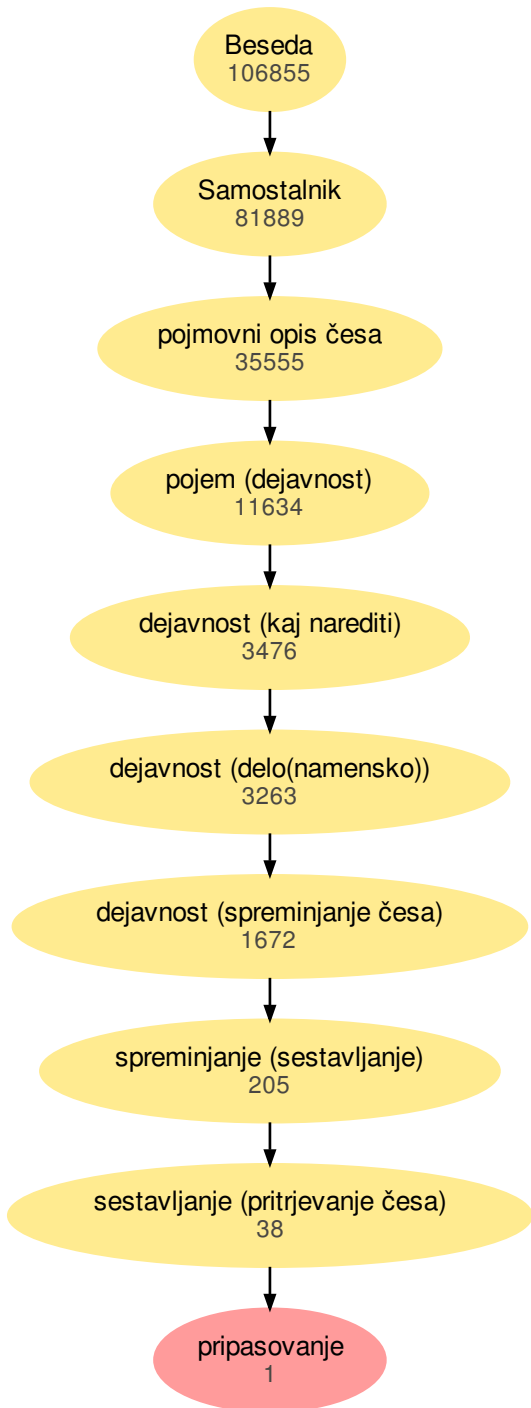 Beseda
106855
Samostalnik
81889
pojmovni opis česa
35555
pojem (dejavnost)
11634
dejavnost (kaj narediti)
3476
dejavnost (delo(namensko))
3263
dejavnost (spreminjanje česa)
1672
spreminjanje (sestavljanje)
205
sestavljanje (pritrjevanje česa)
38
pripasovanje
1